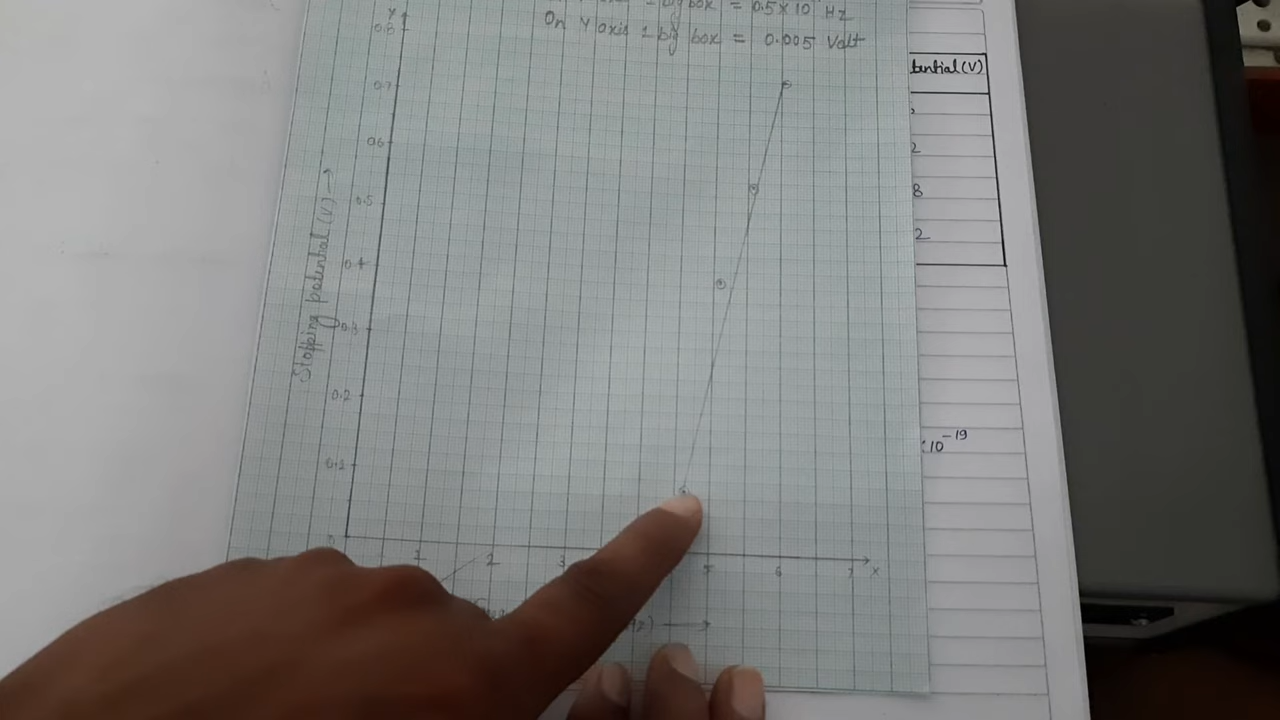 big box = 0.5 × 10 Hz
On Y axis 1 big box = 0.005 Volt
tential (V)
2
8
2
10⁻¹⁹
Y
0.8
0.7
0.6
0.5
0.4
0.3
0.2
0.1
0
Stopping potential (V) →
1 2 3 5 6 7 X